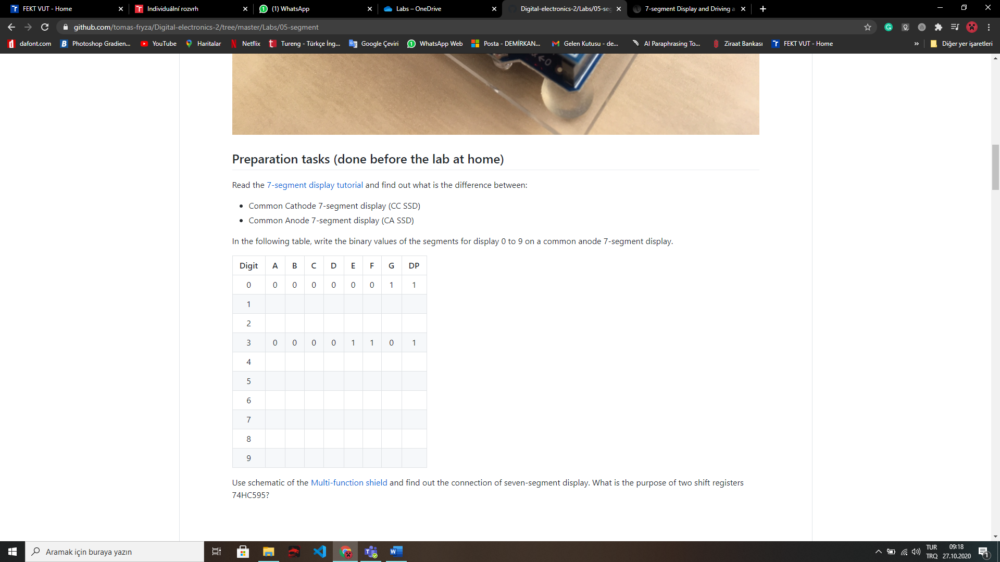 FEKT VUT - Home
Individuální rozvrh
(1) WhatsApp
Labs – OneDrive
Digital-electronics-2/Labs/05-seg
7-segment Display and Driving a
github.com/tomas-fryza/Digital-electronics-2/tree/master/Labs/05-segment
dafont.com
Photoshop Gradien...
YouTube
Haritalar
Netflix
Tureng - Türkçe İng...
Google Çeviri
WhatsApp Web
Posta - DEMİRKAN...
Gelen Kutusu - de...
AI Paraphrasing To...
Ziraat Bankası
FEKT VUT - Home
»
Diğer yer işaretleri
Preparation tasks (done before the lab at home)
Read the 7-segment display tutorial and find out what is the difference between:
• Common Cathode 7-segment display (CC SSD)
• Common Anode 7-segment display (CA SSD)
In the following table, write the binary values of the segments for display 0 to 9 on a common anode 7-segment display.
Digit A B C D E F G DP
0 0 0 0 0 0 0 1 1
1
2
3 0 0 0 0 1 1 0 1
4
5
6
7
8
9
Use schematic of the Multi-function shield and find out the connection of seven-segment display. What is the purpose of two shift registers
74HC595?
Aramak için buraya yazın
TUR
TRQ
09:18
27.10.2020
1